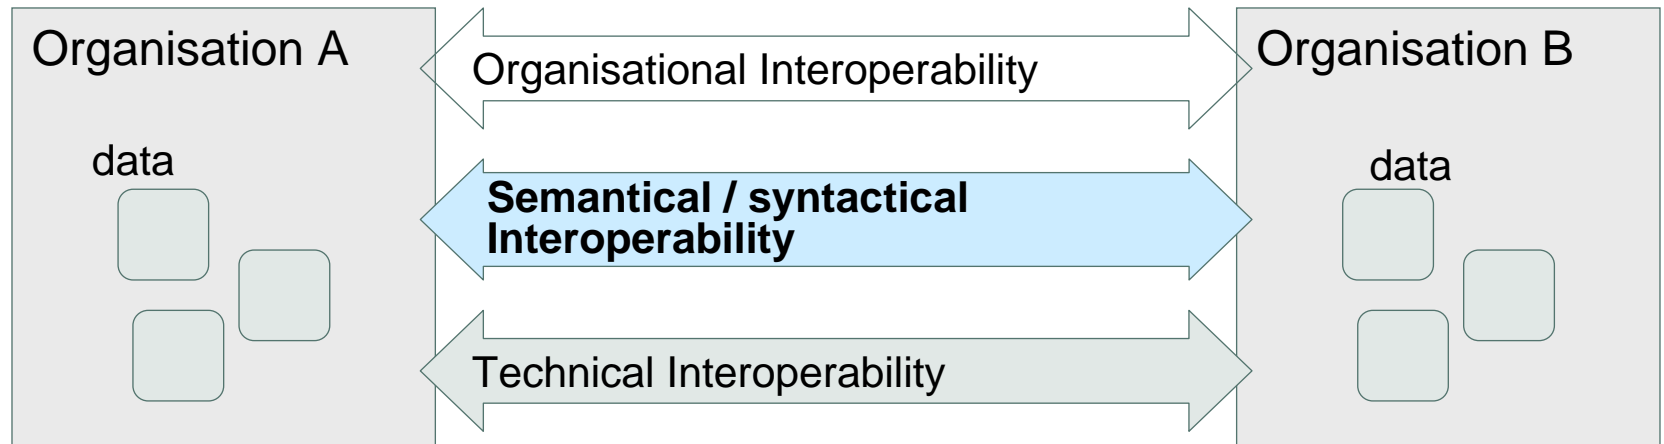 Organisation A
Organisational Interoperability
Organisation B
data
Semantical / syntactical
Interoperability
data
Technical Interoperability